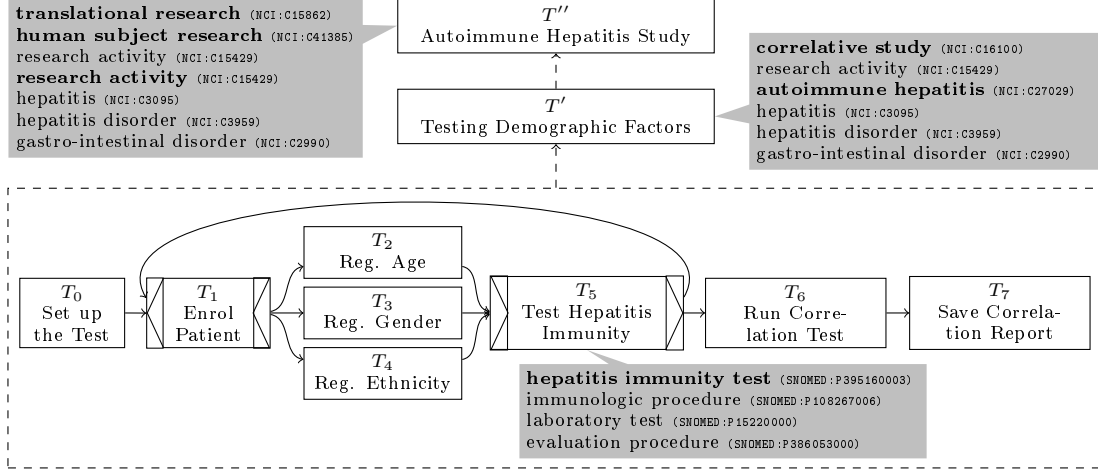 translational research (NCI:C15862)
human subject research (NCI:C41385)
research activity (NCI:C15429)
research activity (NCI:C15429)
hepatitis (NCI:C3095)
hepatitis disorder (NCI:C3959)
gastro-intestinal disorder (NCI:C2990)
T′′
Autoimmune Hepatitis Study
T′
Testing Demographic Factors
correlative study (NCI:C16100)
research activity (NCI:C15429)
autoimmune hepatitis (NCI:C27029)
hepatitis (NCI:C3095)
hepatitis disorder (NCI:C3959)
gastro-intestinal disorder (NCI:C2990)
T0
Set up
the Test
T1
Enrol
Patient
T2
Reg. Age
T3
Reg. Gender
T4
Reg. Ethnicity
T5
Test Hepatitis
Immunity
T6
Run Corre-
lation Test
T7
Save Correla-
tion Report
hepatitis immunity test (SNOMED:P395160003)
immunologic procedure (SNOMED:P108267006)
laboratory test (SNOMED:P15220000)
evaluation procedure (SNOMED:P386053000)